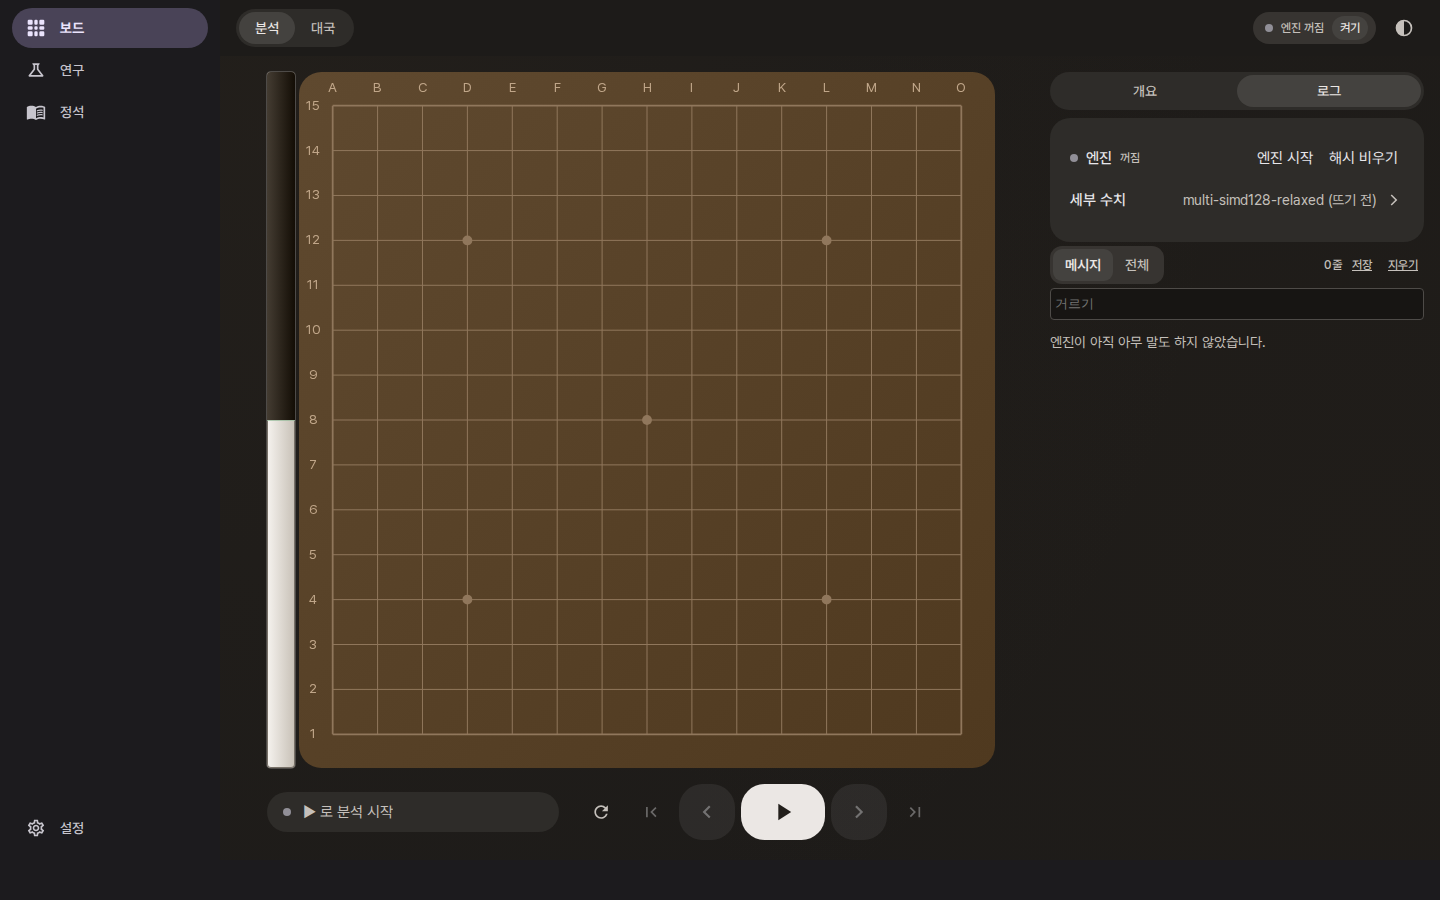 보드
연구
정석
설정
분석 대국
엔진 꺼짐 켜기
A B C D E F G H I J K L M N O
15
14
13
12
11
10
9
8
7
6
5
4
3
2
1
▶ 로 분석 시작
개요 로그
엔진 꺼짐 엔진 시작 해시 비우기
세부 수치 multi-simd128-relaxed (뜨기 전)
메시지 전체 0줄 저장 지우기
거르기
엔진이 아직 아무 말도 하지 않았습니다.